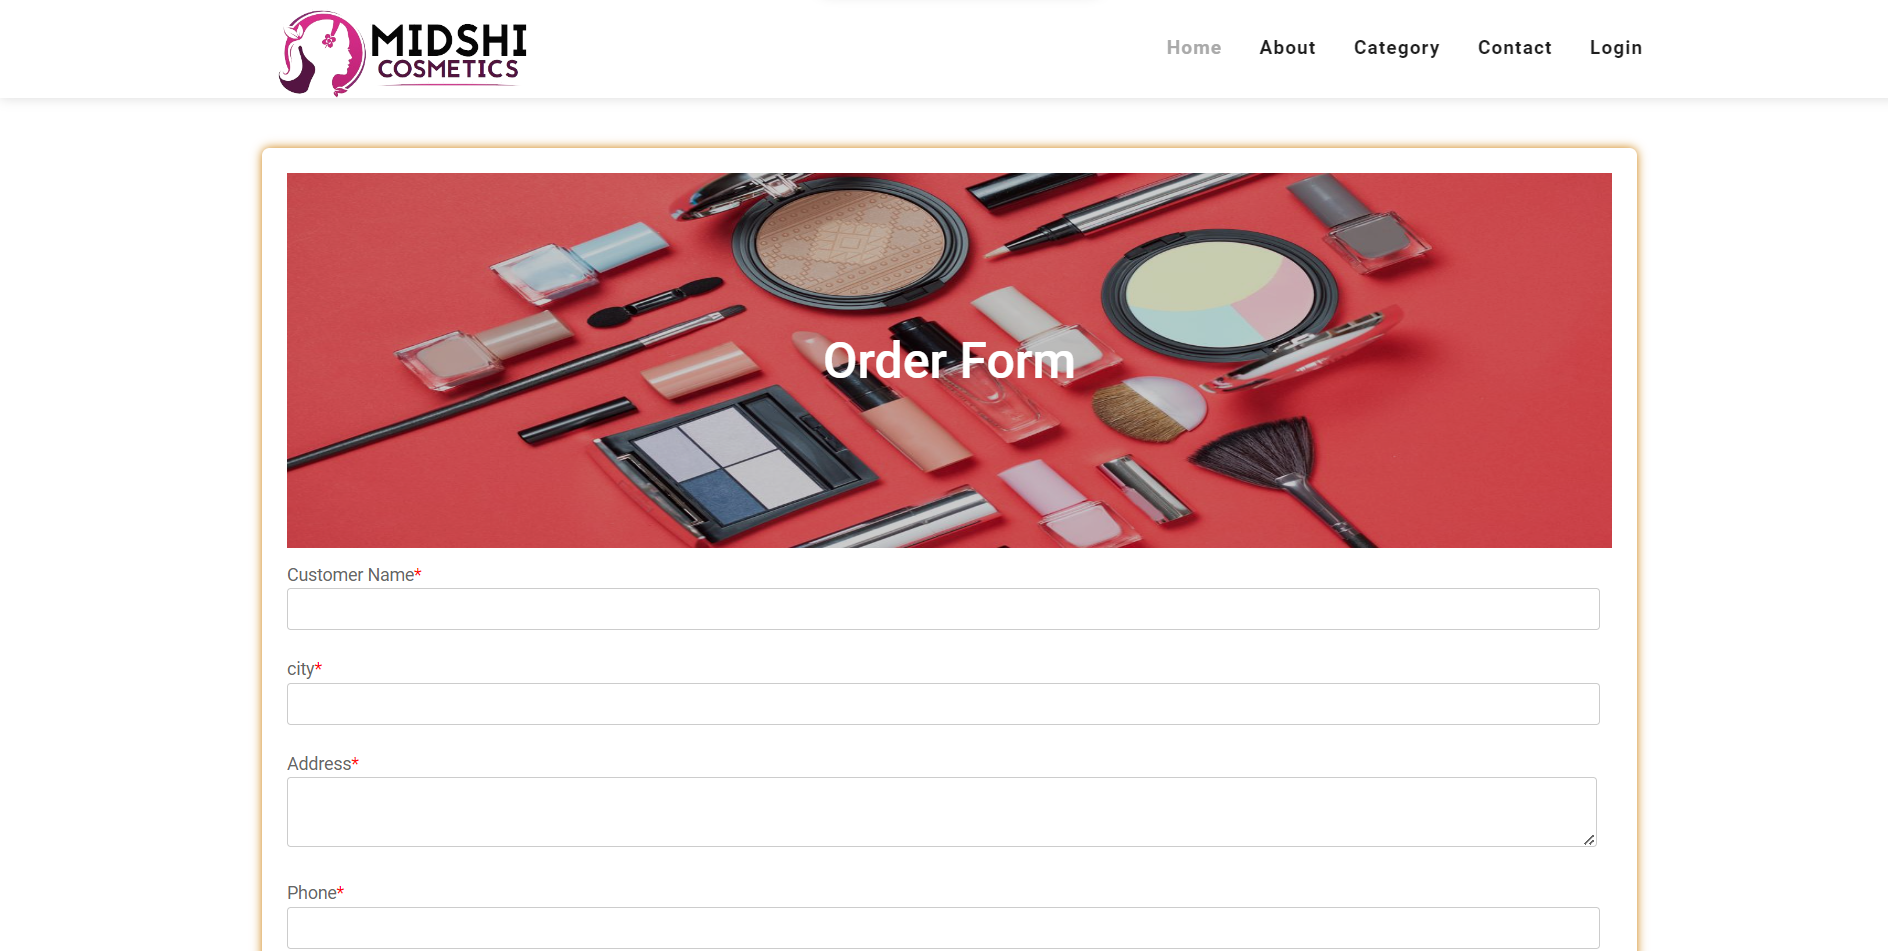 MIDSHI
COSMETICS
Home About Category Contact Login
Order Form
Customer Name*
city*
Address*
Phone*